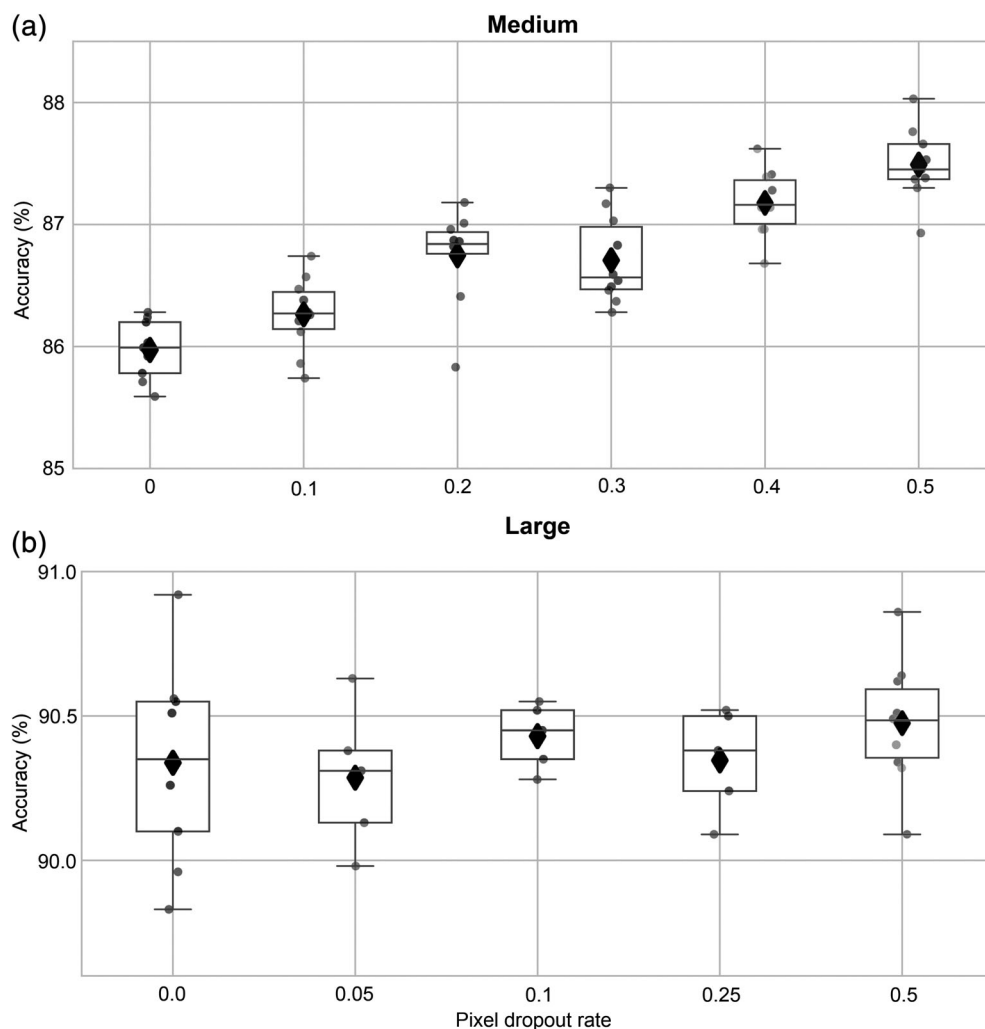 (a)
Medium
Accuracy (%)
88
87
86
85
0 0.1 0.2 0.3 0.4 0.5
(b)
Large
Accuracy (%)
91.0
90.5
90.0
0.0 0.05 0.1 0.25 0.5
Pixel dropout rate